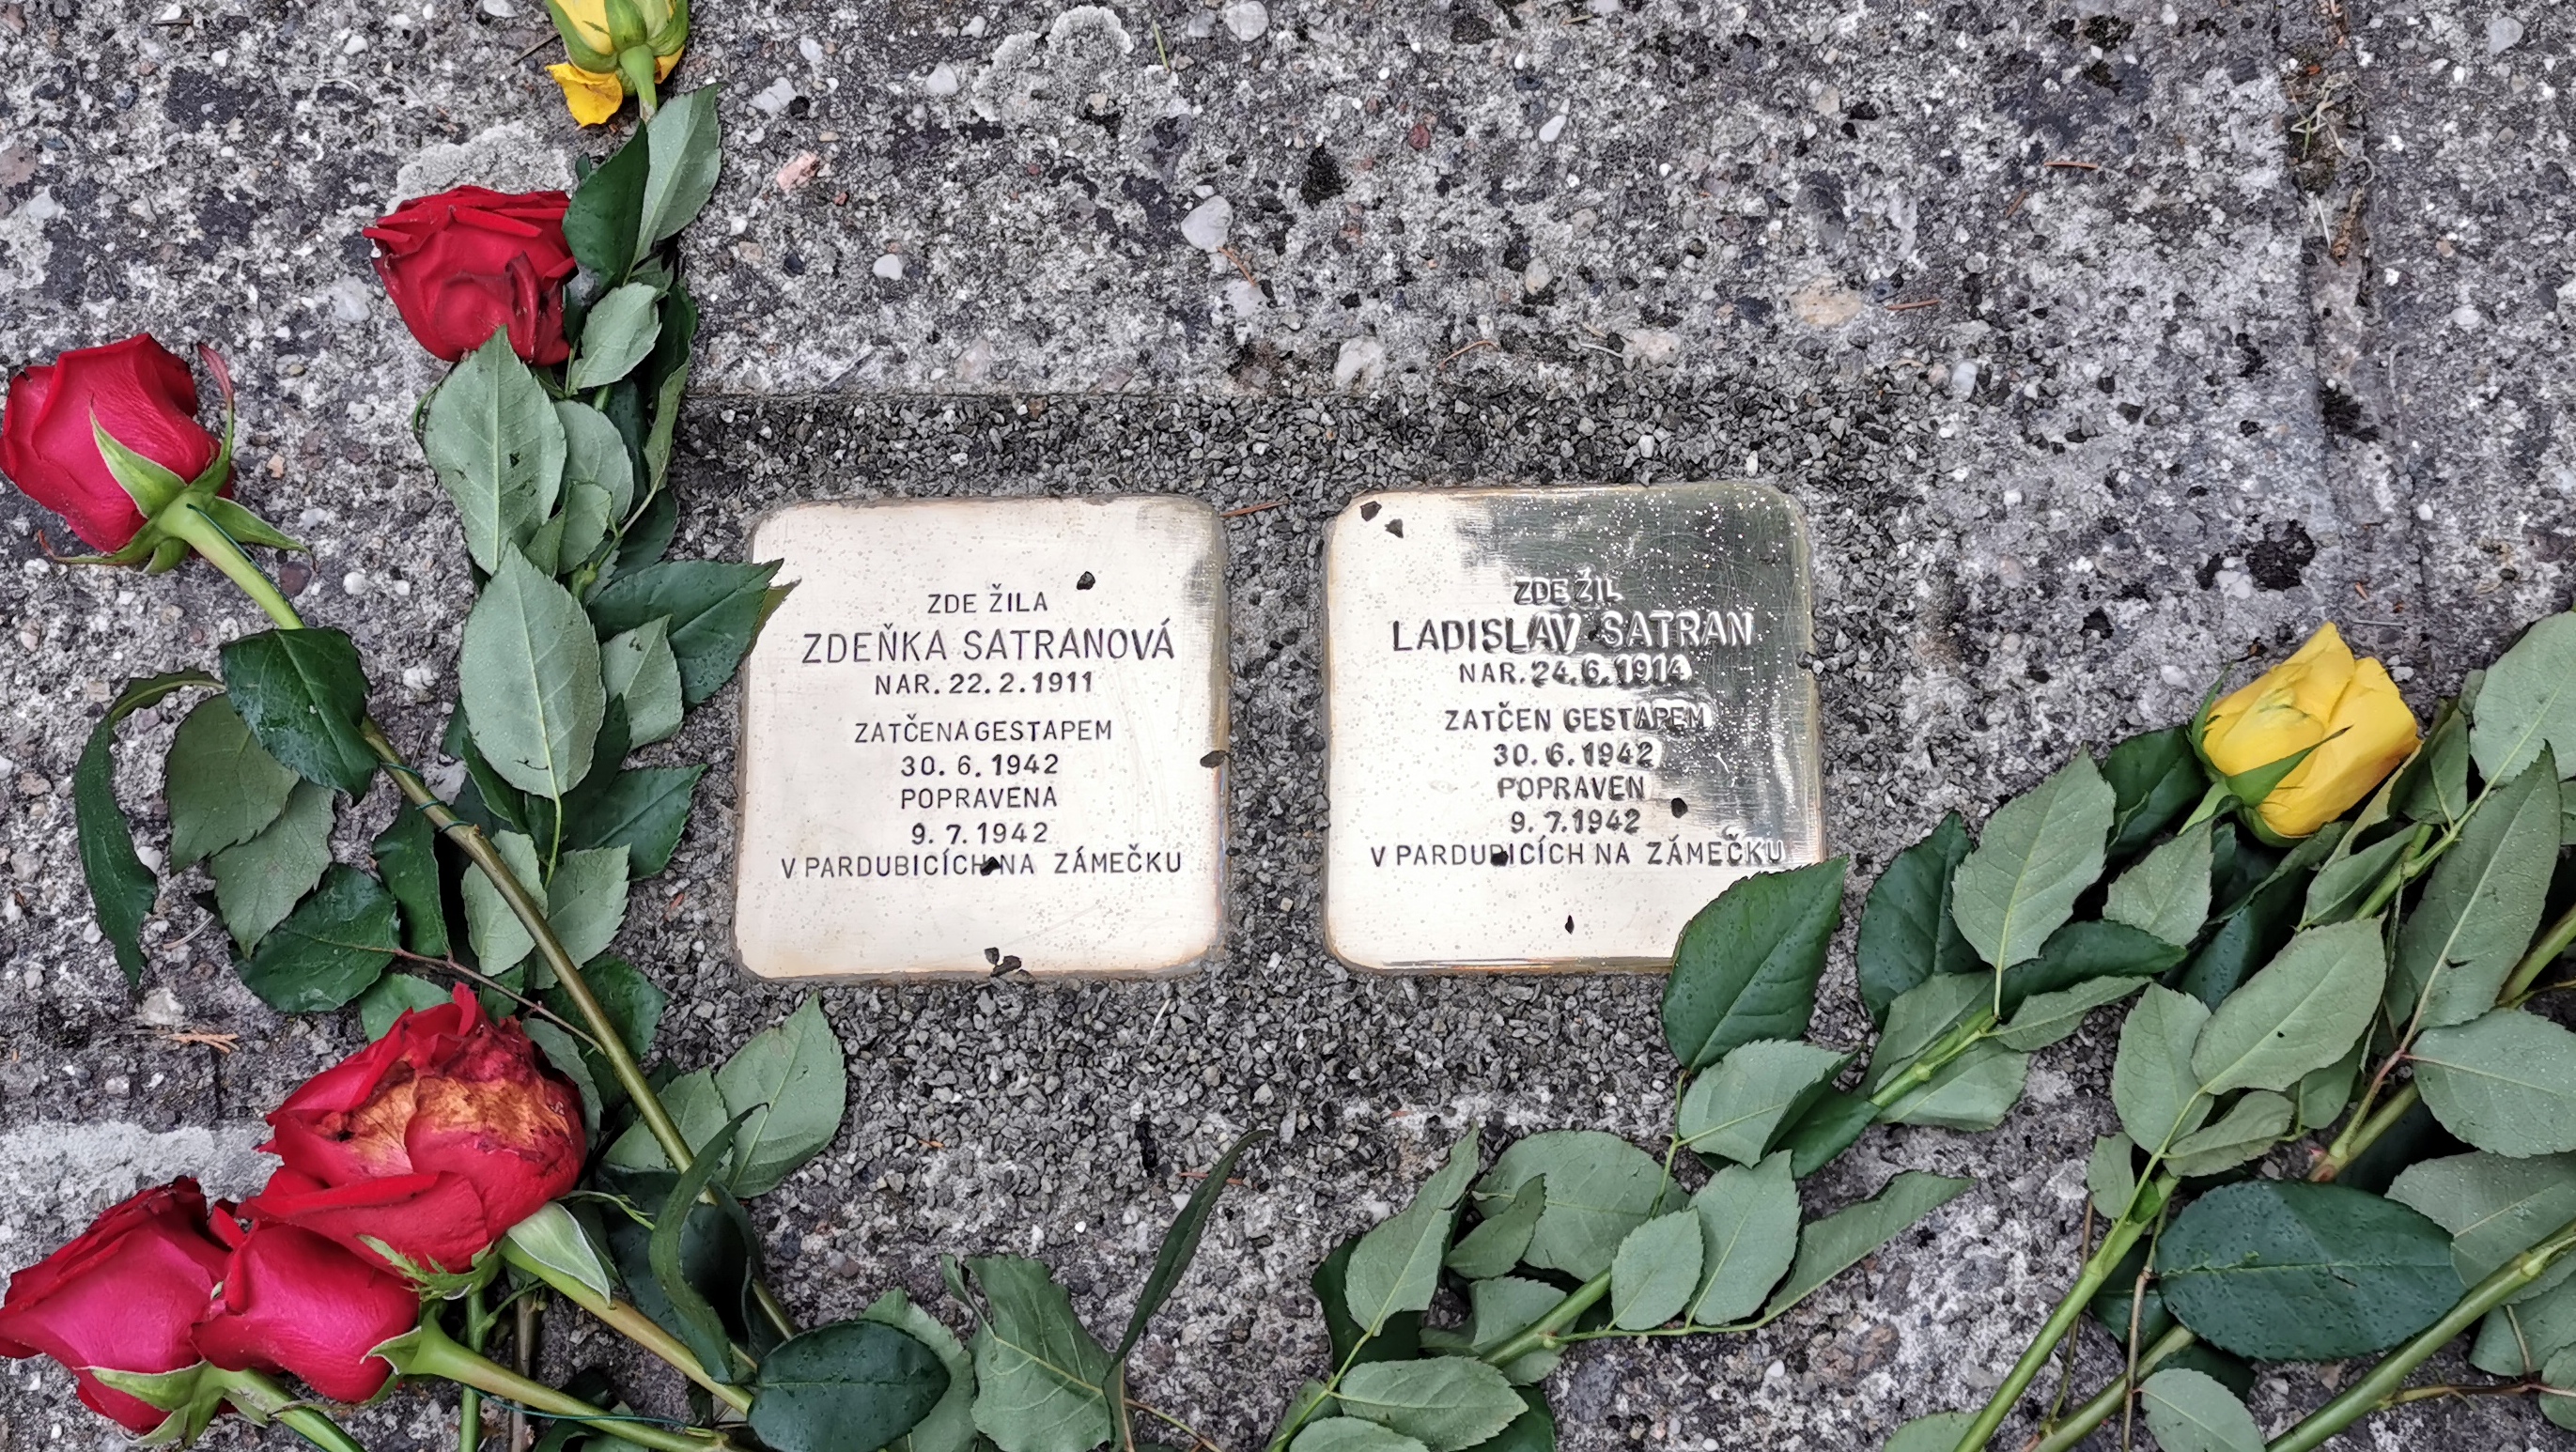 ZDE ŽILA
ZDEŇKA SATRANOVÁ
NAR. 22. 2. 1911
ZATČENA GESTAPEM
30. 6. 1942
POPRAVENA
9. 7. 1942
V PARDUBICÍCH NA ZÁMEČKU
ZDE ŽIL
LADISLAV SATRAN
NAR. 24. 6. 1914
ZATČEN GESTAPEM
30. 6. 1942
POPRAVEN
9. 7. 1942
V PARDUBICÍCH NA ZÁMEČKU